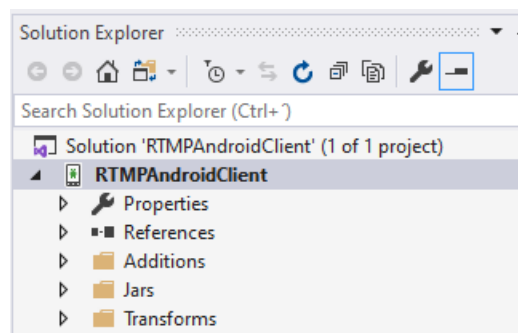 Solution Explorer
Search Solution Explorer (Ctrl+´)
Solution 'RTMPAndroidClient' (1 of 1 project)
RTMPAndroidClient
Properties
References
Additions
Jars
Transforms